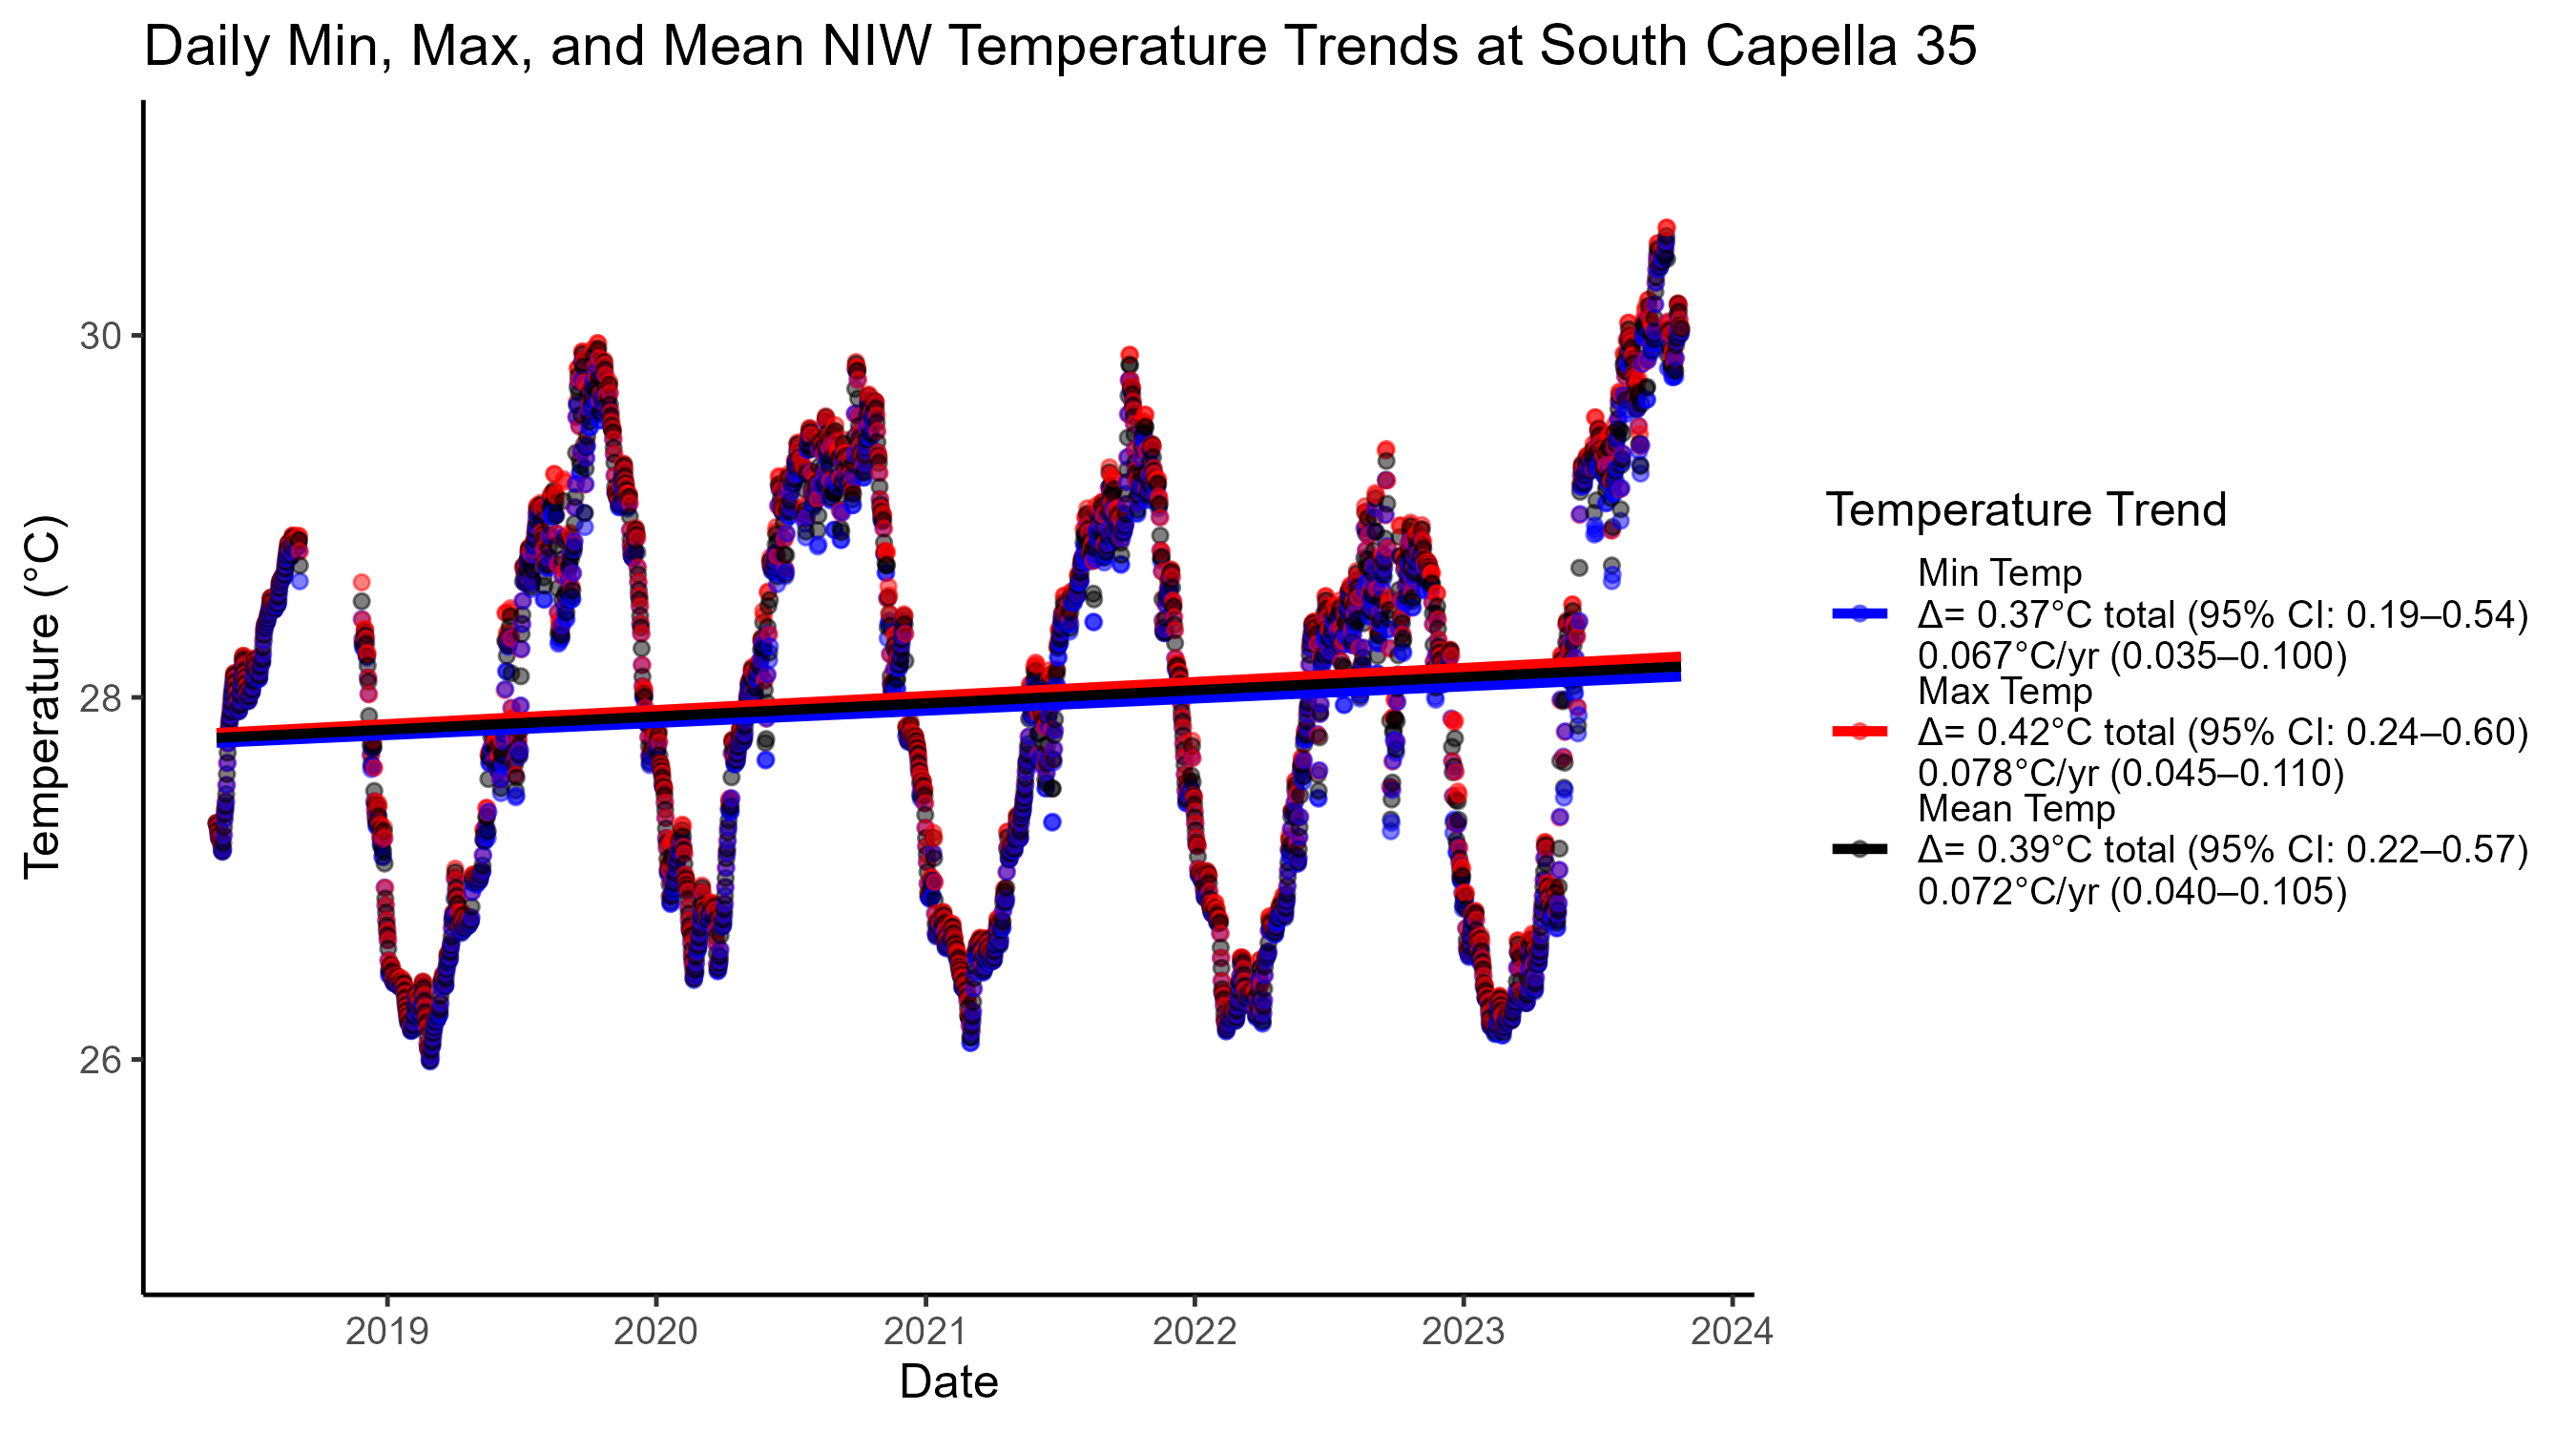 Daily Min, Max, and Mean NIW Temperature Trends at South Capella 35
Temperature (°C)
30
28
26
2019
2020
2021
2022
2023
2024
Date
Temperature Trend
Min Temp
Δ= 0.37°C total (95% CI: 0.19–0.54)
0.067°C/yr (0.035–0.100)
Max Temp
Δ= 0.42°C total (95% CI: 0.24–0.60)
0.078°C/yr (0.045–0.110)
Mean Temp
Δ= 0.39°C total (95% CI: 0.22–0.57)
0.072°C/yr (0.040–0.105)